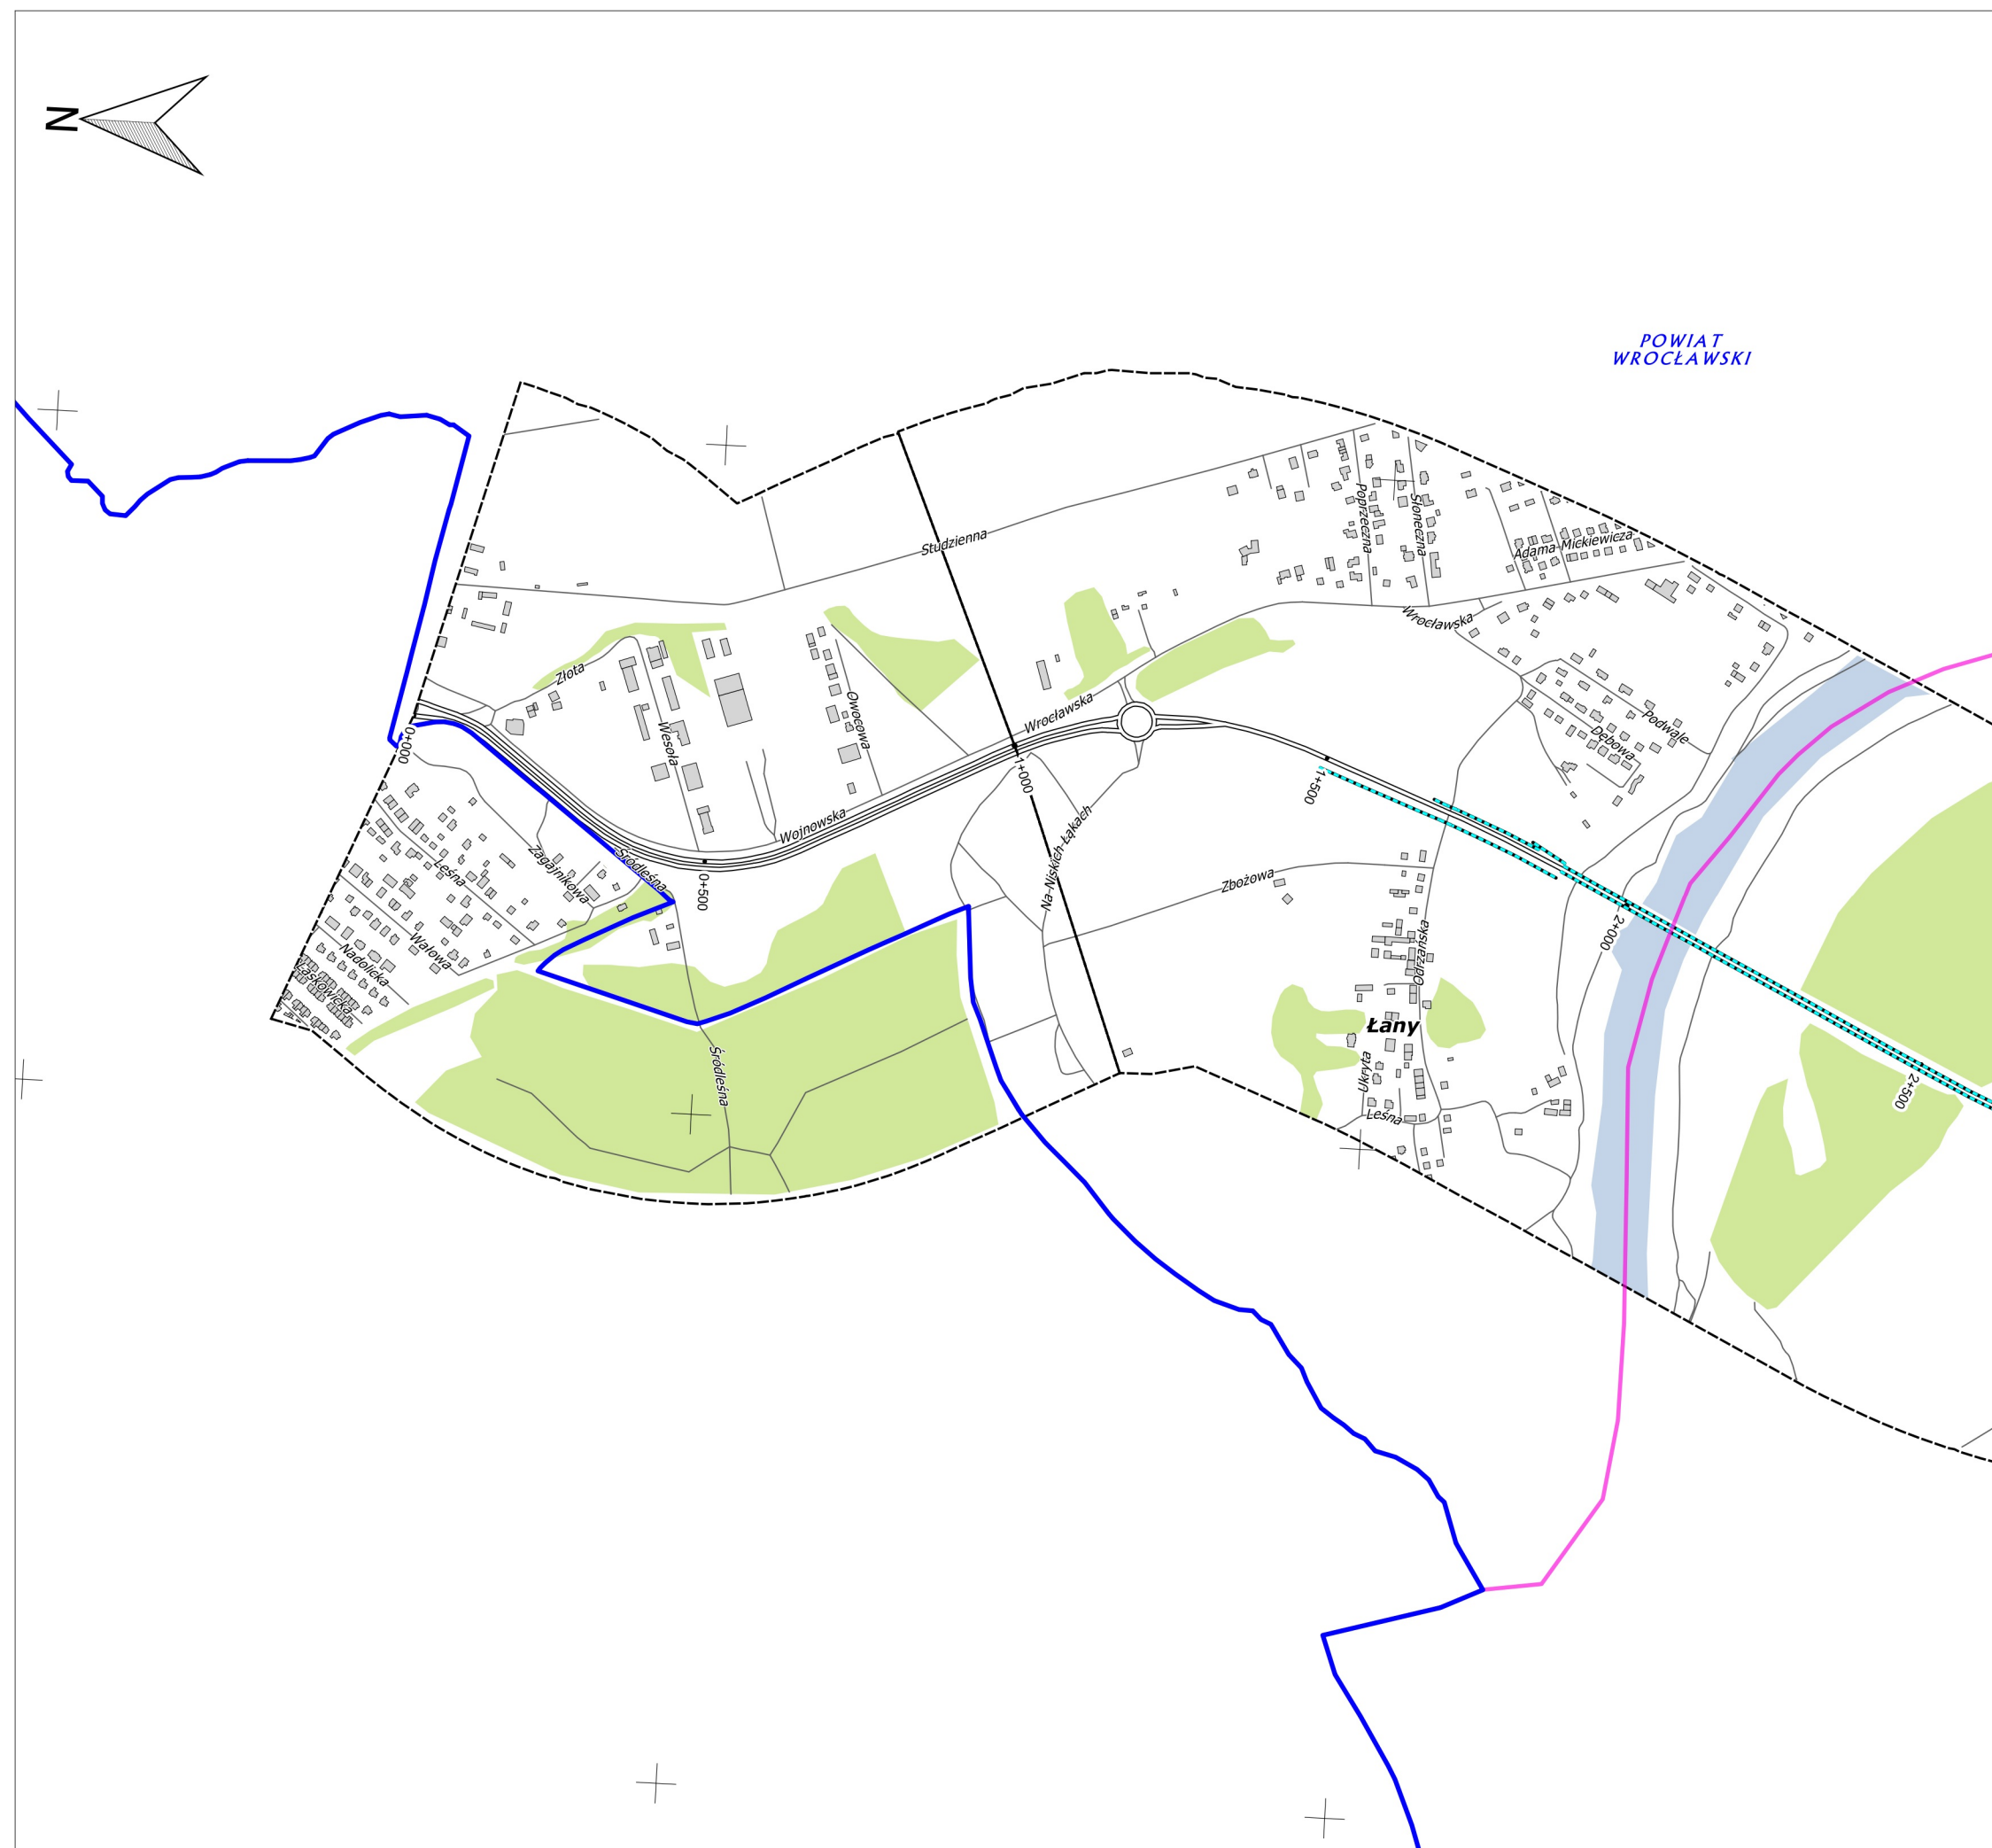 N
POWIAT
WROCŁAWSKI
Studzienna
Poprzeczna
Słoneczna
Adama Mickiewicza
Wrocławska
Złota
Wesoła
Owocowa
Wrocławska
Podwale
Dębowa
0+000
1+000
1+500
Wojnowska
Na Niskich Łąkach
Śródleśna
Zagajnikowa
Leśna
0+500
Zbożowa
Odrzańska
2+000
Wałowa
Nadolicka
Łaskowicka
Łany
Śródleśna
Ukryta
Leśna
2+500